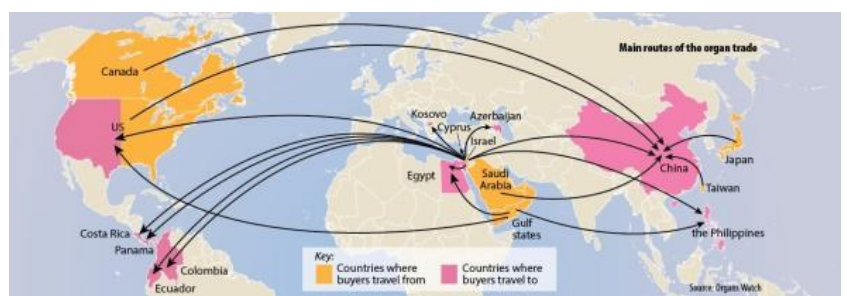 Main routes of the organ trade
Canada
US
Kosovo
Azerbaijan
Cyprus
Israel
Egypt
Saudi
Arabia
Gulf
states
China
Japan
Taiwan
the Philippines
Costa Rica
Panama
Colombia
Ecuador
Key:
Countries where
buyers travel from
Countries where
buyers travel to
Source: Organs Watch